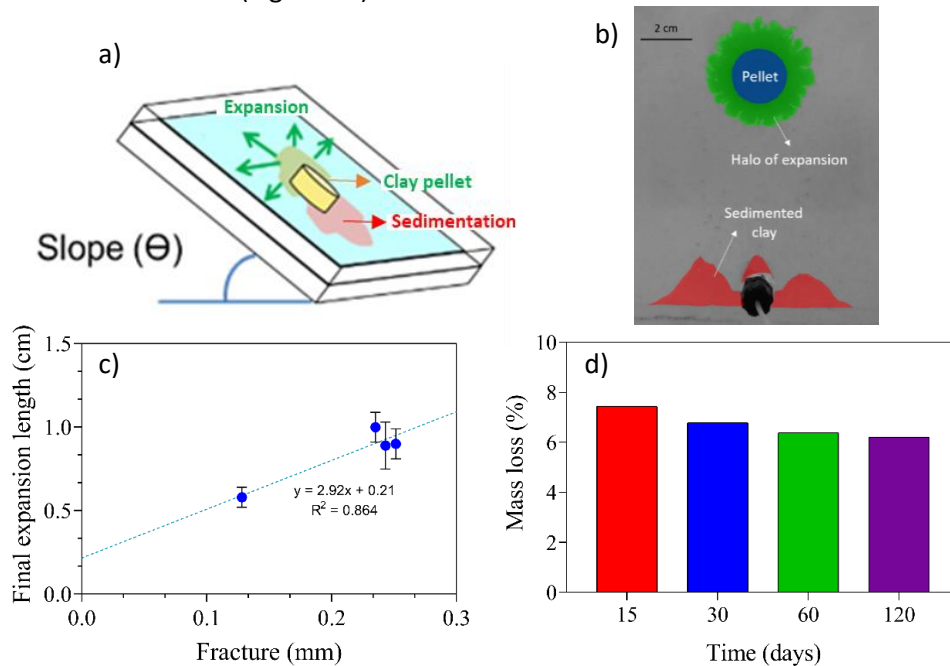 a)
Expansion
Clay pellet
Sedimentation
Slope (Ɵ)
b)
2 cm
Pellet
Halo of expansion
Sedimented
clay
c)
Final expansion length (cm)
1.5
1.0
0.5
0.0
y = 2.92x + 0.21
R² = 0.864
0.0 0.1 0.2 0.3
Fracture (mm)
d)
Mass loss (%)
10
8
6
4
2
0
15 30 60 120
Time (days)